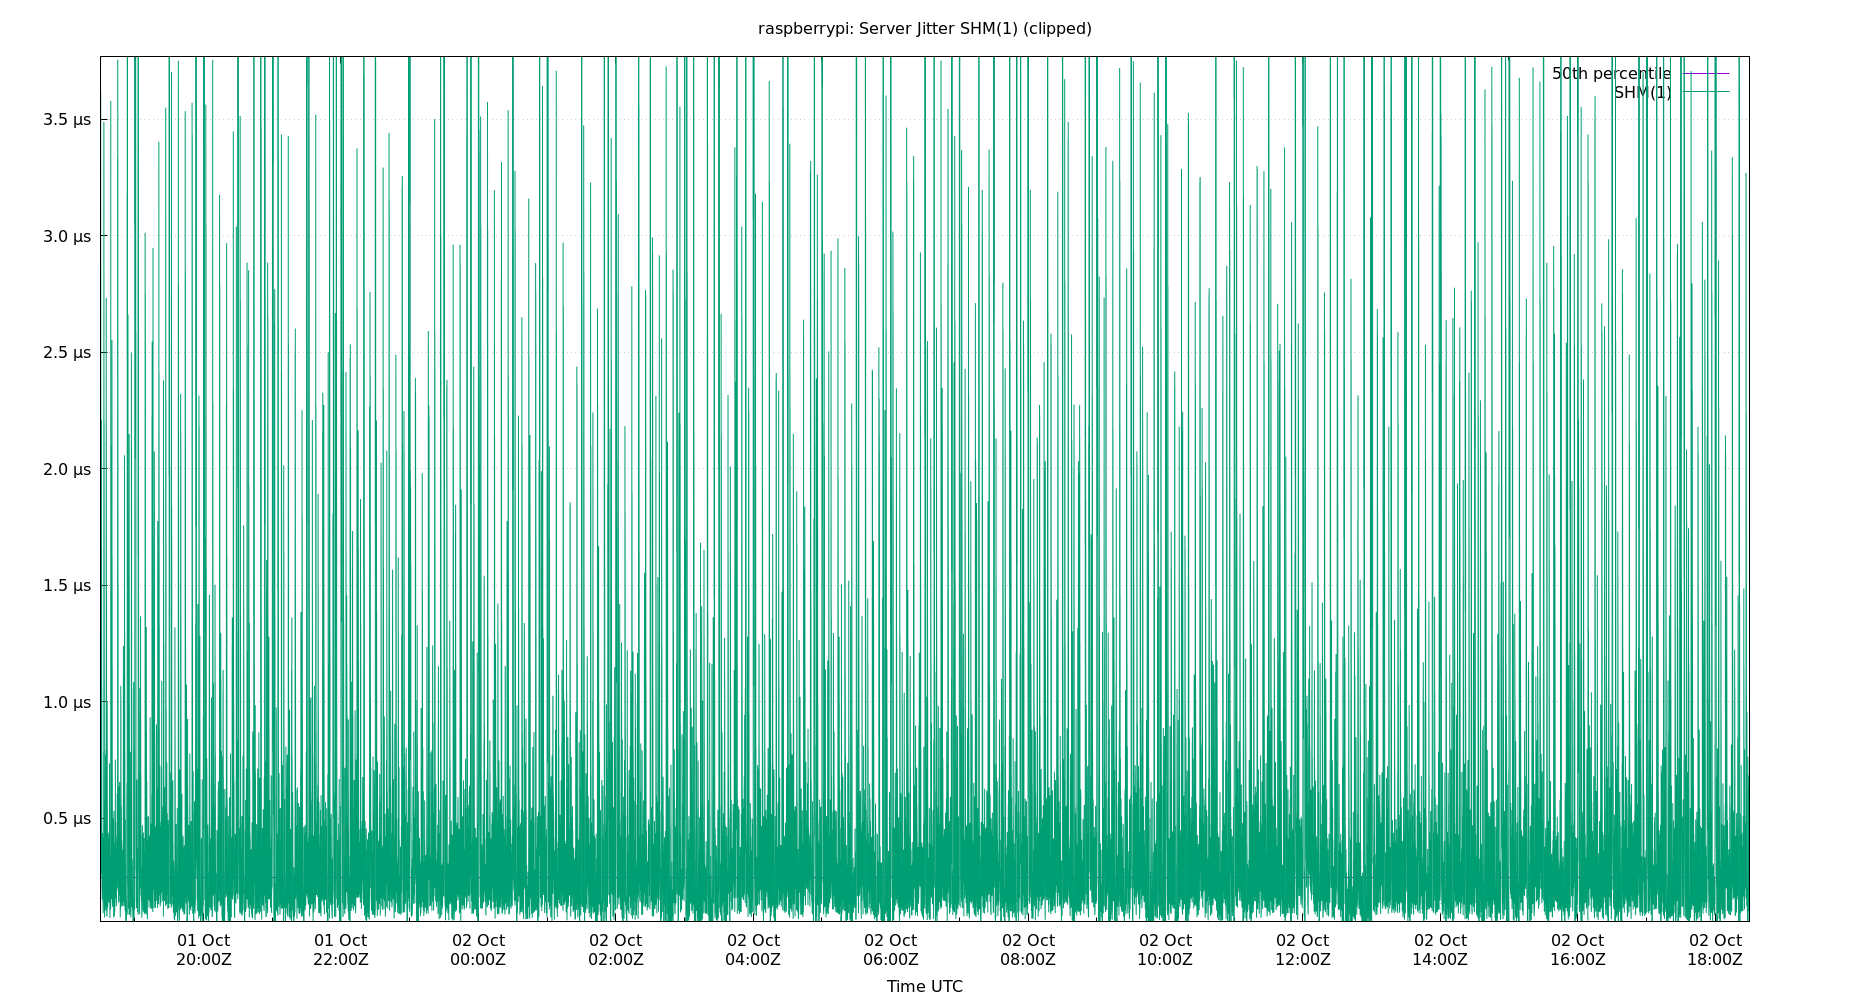 raspberrypi: Server Jitter SHM(1) (clipped)
50th percentile
SHM(1)
3.5 µs
3.0 µs
2.5 µs
2.0 µs
1.5 µs
1.0 µs
0.5 µs
01 Oct 01 Oct 02 Oct 02 Oct 02 Oct 02 Oct 02 Oct 02 Oct 02 Oct 02 Oct 02 Oct 02 Oct
20:00Z 22:00Z 00:00Z 02:00Z 04:00Z 06:00Z 08:00Z 10:00Z 12:00Z 14:00Z 16:00Z 18:00Z
Time UTC